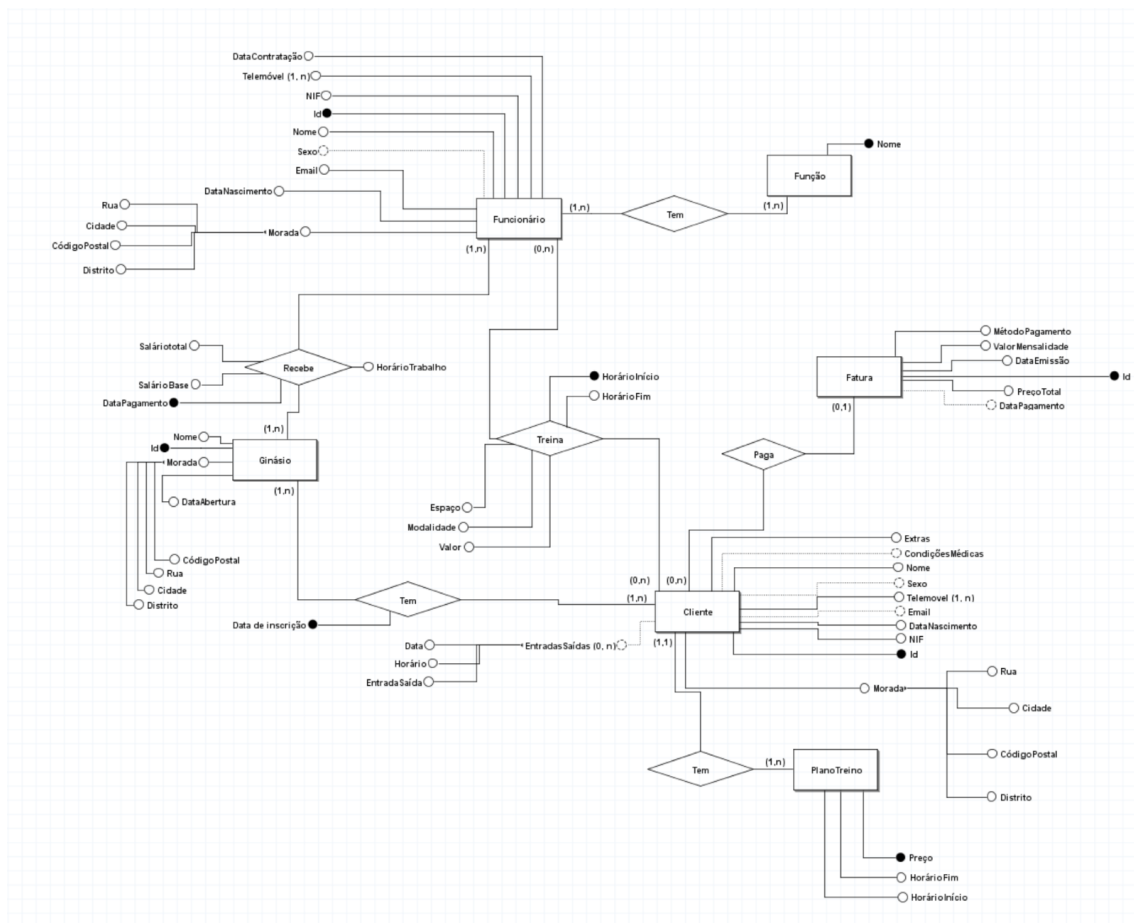 DataContratação
Telemóvel (1, n)
NIF
Id
Nome
Sexo
Email
DataNascimento
Rua
Cidade
CódigoPostal
Distrito
Morada
Funcionário
(1,n)
Tem
(1,n)
Função
Nome
(1,n)
(0,n)
Saláriototal
SalárioBase
DataPagamento
Recebe
HorárioTrabalho
(1,n)
Nome
Id
Morada
Ginásio
DataAbertura
(1,n)
CódigoPostal
Rua
Cidade
Distrito
HorárioInício
HorárioFim
Treina
Espaço
Modalidade
Valor
MétodoPagamento
ValorMensalidade
DataEmissão
Id
PreçoTotal
DataPagamento
Fatura
(0,1)
Paga
Tem
Data de inscrição
(0,n)
(0,n)
(1,n)
Cliente
(1,1)
Extras
CondiçõesMédicas
Nome
Sexo
Telemovel (1, n)
Email
DataNascimento
NIF
Id
EntradasSaídas (0, n)
Data
Horário
EntradaSaída
Morada
Rua
Cidade
CódigoPostal
Distrito
Tem
(1,n)
PlanoTreino
Preço
HorárioFim
HorárioInício